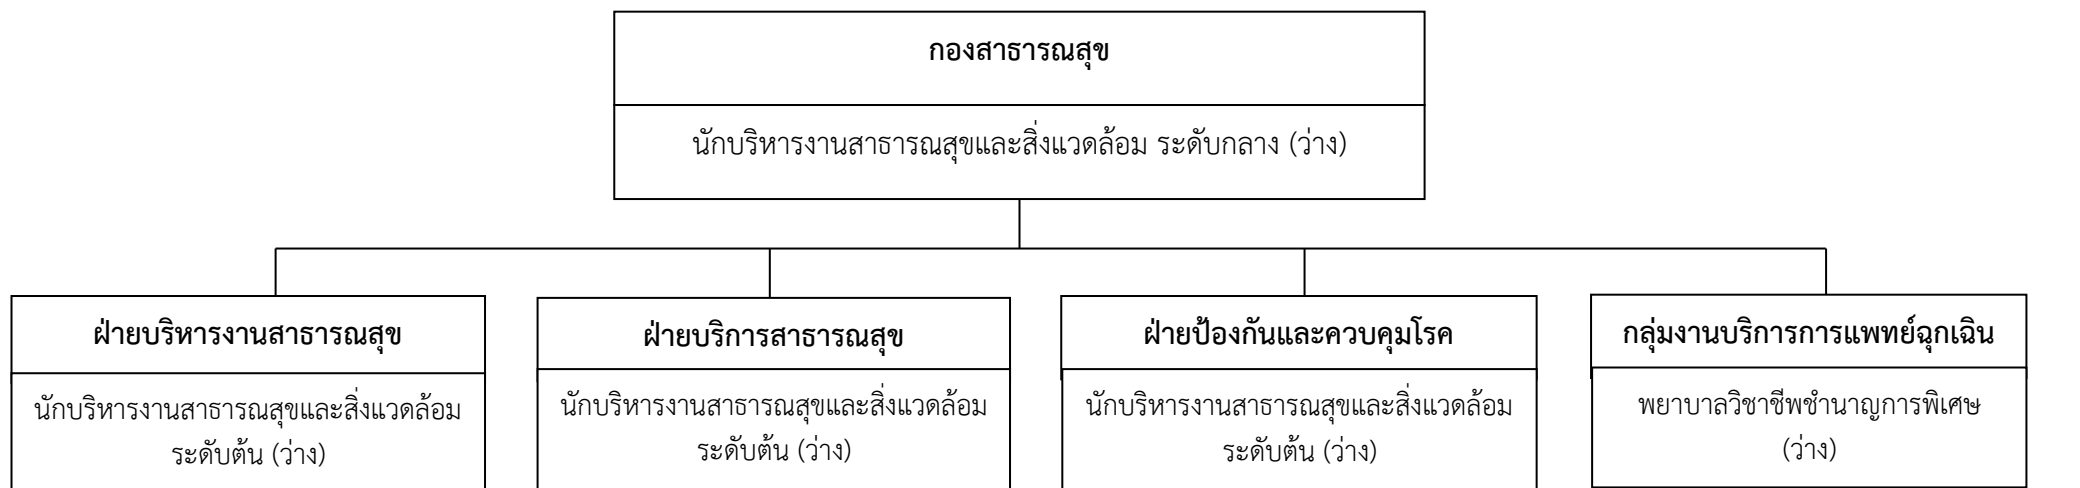 กองสาธารณสุข
นักบริหารงานสาธารณสุขและสิ่งแวดล้อม ระดับกลาง (ว่าง)
ฝ่ายบริหารงานสาธารณสุข
นักบริหารงานสาธารณสุขและสิ่งแวดล้อม
ระดับต้น (ว่าง)
ฝ่ายบริการสาธารณสุข
นักบริหารงานสาธารณสุขและสิ่งแวดล้อม
ระดับต้น (ว่าง)
ฝ่ายป้องกันและควบคุมโรค
นักบริหารงานสาธารณสุขและสิ่งแวดล้อม
ระดับต้น (ว่าง)
กลุ่มงานบริการการแพทย์ฉุกเฉิน
พยาบาลวิชาชีพชำนาญการพิเศษ
(ว่าง)